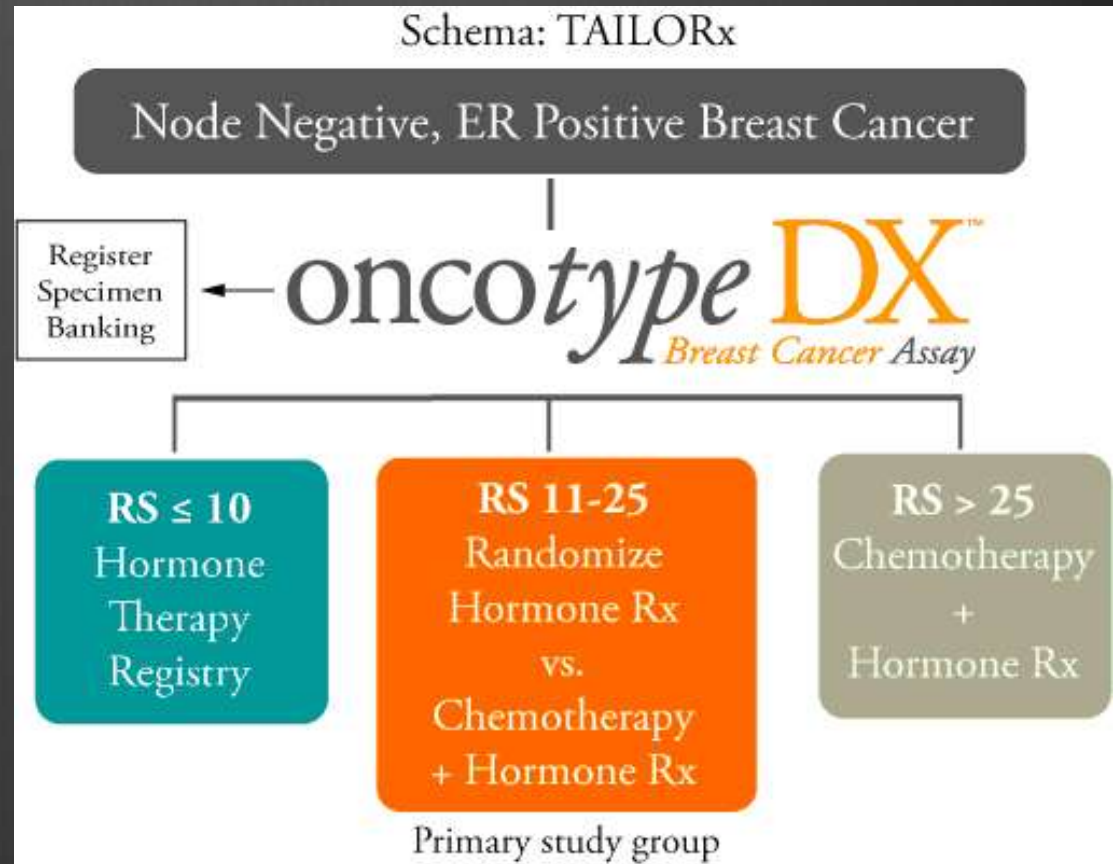 Schema: TAILORx
Node Negative, ER Positive Breast Cancer
Register
Specimen
Banking
oncotype DX™
Breast Cancer Assay
RS ≤ 10
Hormone
Therapy
Registry
RS 11-25
Randomize
Hormone Rx
vs.
Chemotherapy
+ Hormone Rx
RS > 25
Chemotherapy
+
Hormone Rx
Primary study group